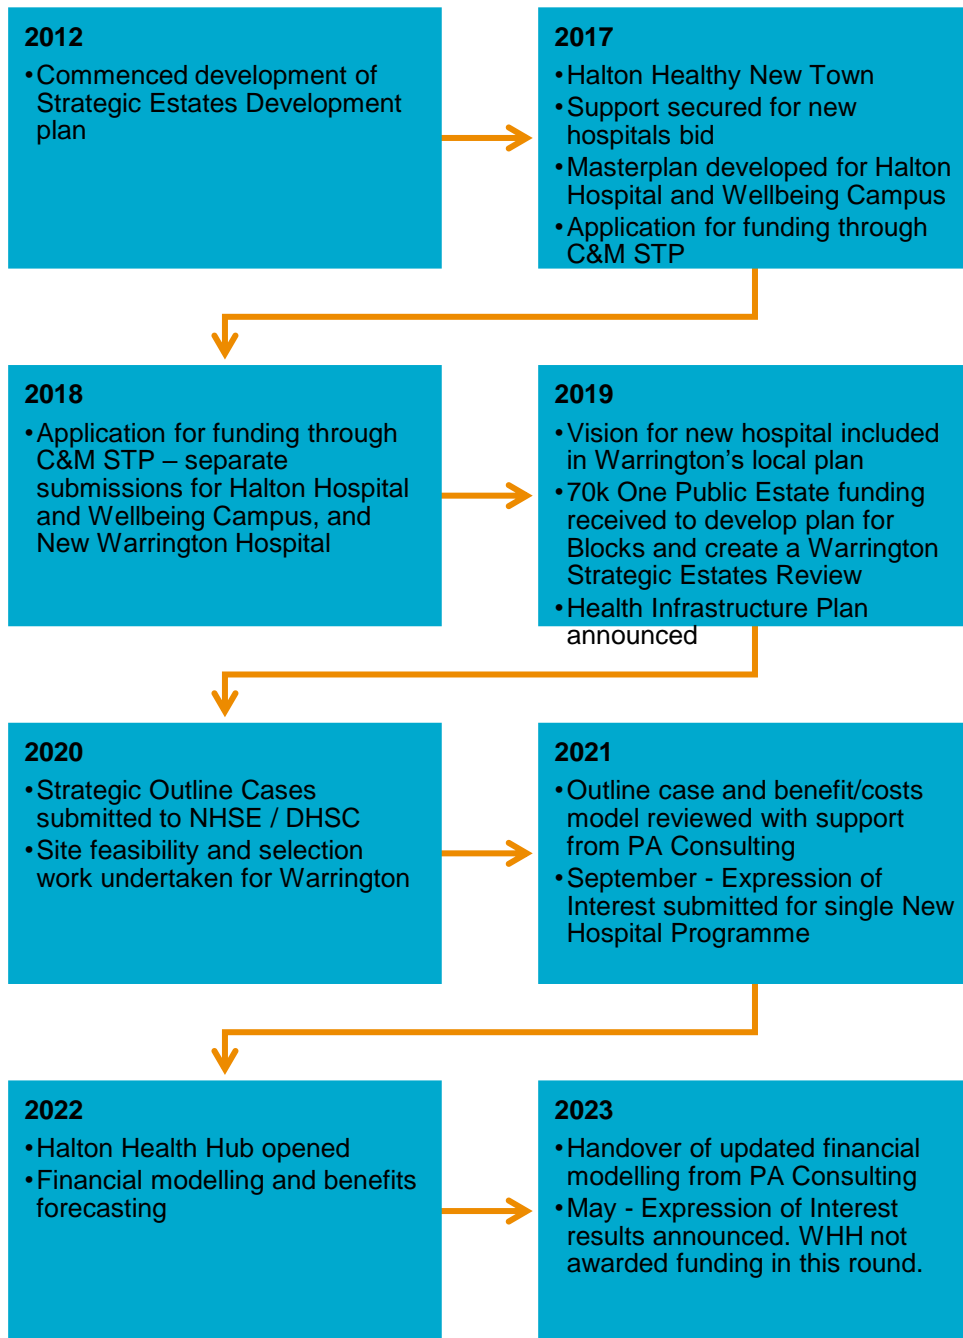 2012
•Commenced development of
Strategic Estates Development
plan
2017
•Halton Healthy New Town
•Support secured for new
hospitals bid
•Masterplan developed for Halton
Hospital and Wellbeing Campus
•Application for funding through
C&M STP
2018
•Application for funding through
C&M STP – separate
submissions for Halton Hospital
and Wellbeing Campus, and
New Warrington Hospital
2019
•Vision for new hospital included
in Warrington’s local plan
•70k One Public Estate funding
received to develop plan for
Blocks and create a Warrington
Strategic Estates Review
•Health Infrastructure Plan
announced
2020
•Strategic Outline Cases
submitted to NHSE / DHSC
•Site feasibility and selection
work undertaken for Warrington
2021
•Outline case and benefit/costs
model reviewed with support
from PA Consulting
•September - Expression of
Interest submitted for single New
Hospital Programme
2022
•Halton Health Hub opened
•Financial modelling and benefits
forecasting
2023
•Handover of updated financial
modelling from PA Consulting
•May - Expression of Interest
results announced. WHH not
awarded funding in this round.